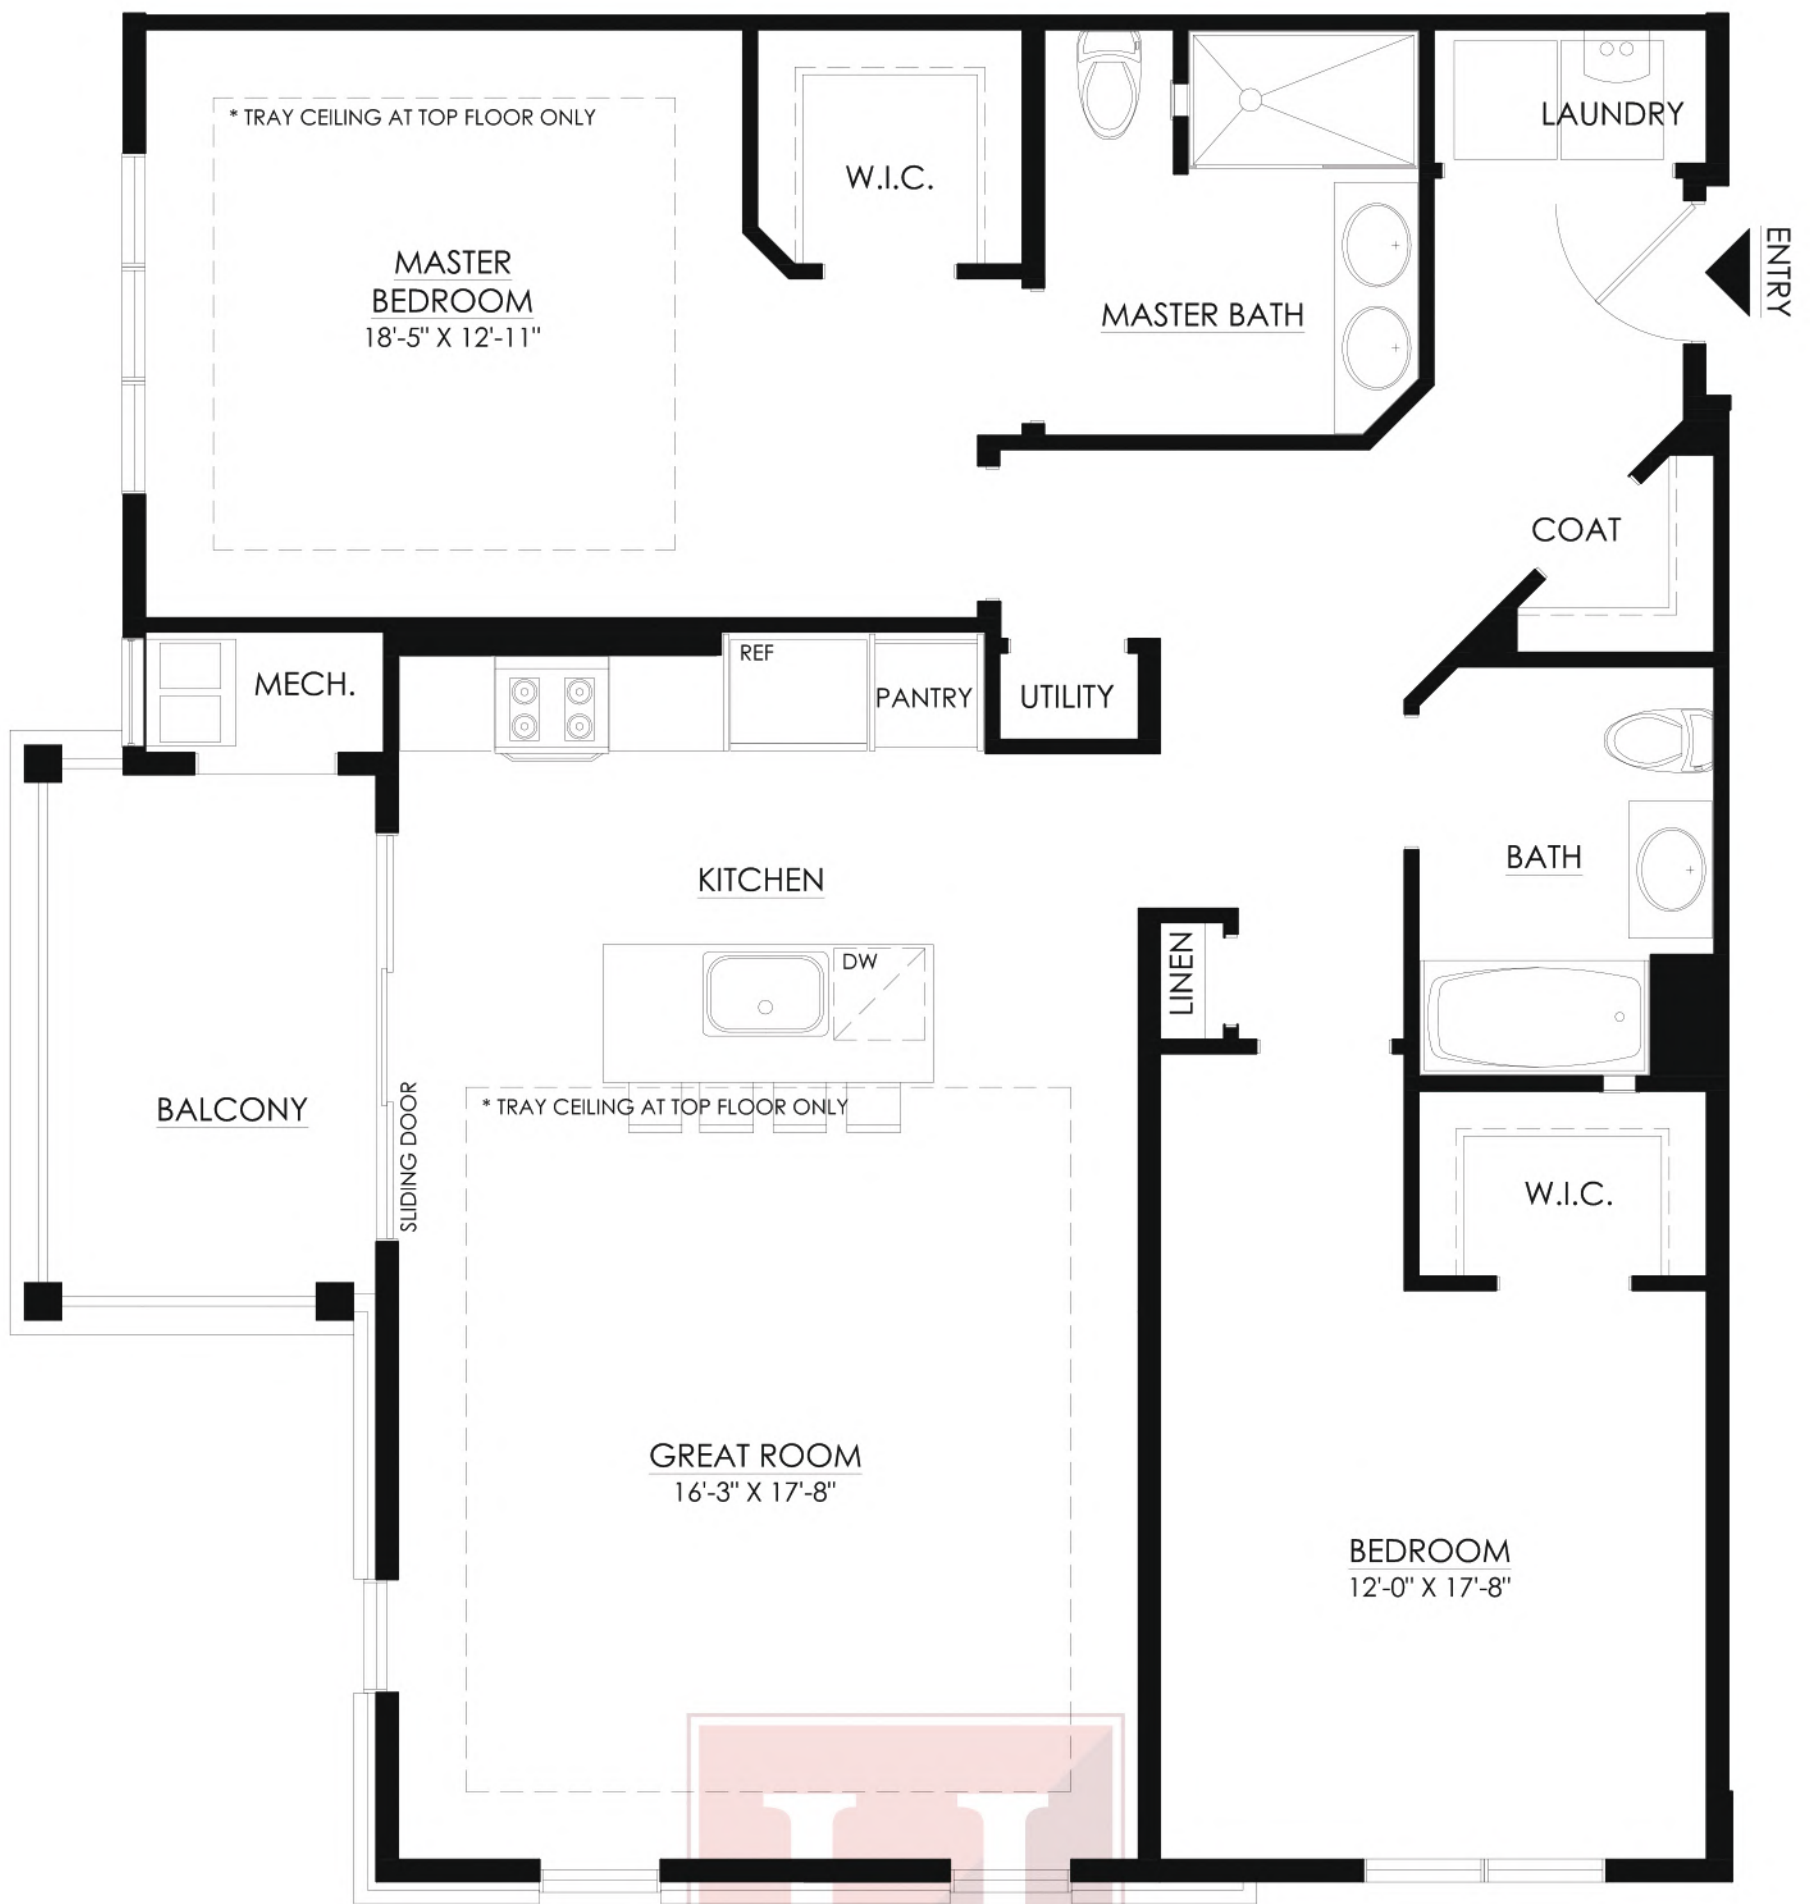 * TRAY CEILING AT TOP FLOOR ONLY
LAUNDRY
W.I.C.
ENTRY
MASTER
BEDROOM
18'-5" X 12'-11"
MASTER BATH
COAT
REF
MECH.
PANTRY
UTILITY
BATH
KITCHEN
DW
LINEN
BALCONY
SLIDING DOOR
* TRAY CEILING AT TOP FLOOR ONLY
W.I.C.
GREAT ROOM
16'-3" X 17'-8"
BEDROOM
12'-0" X 17'-8"